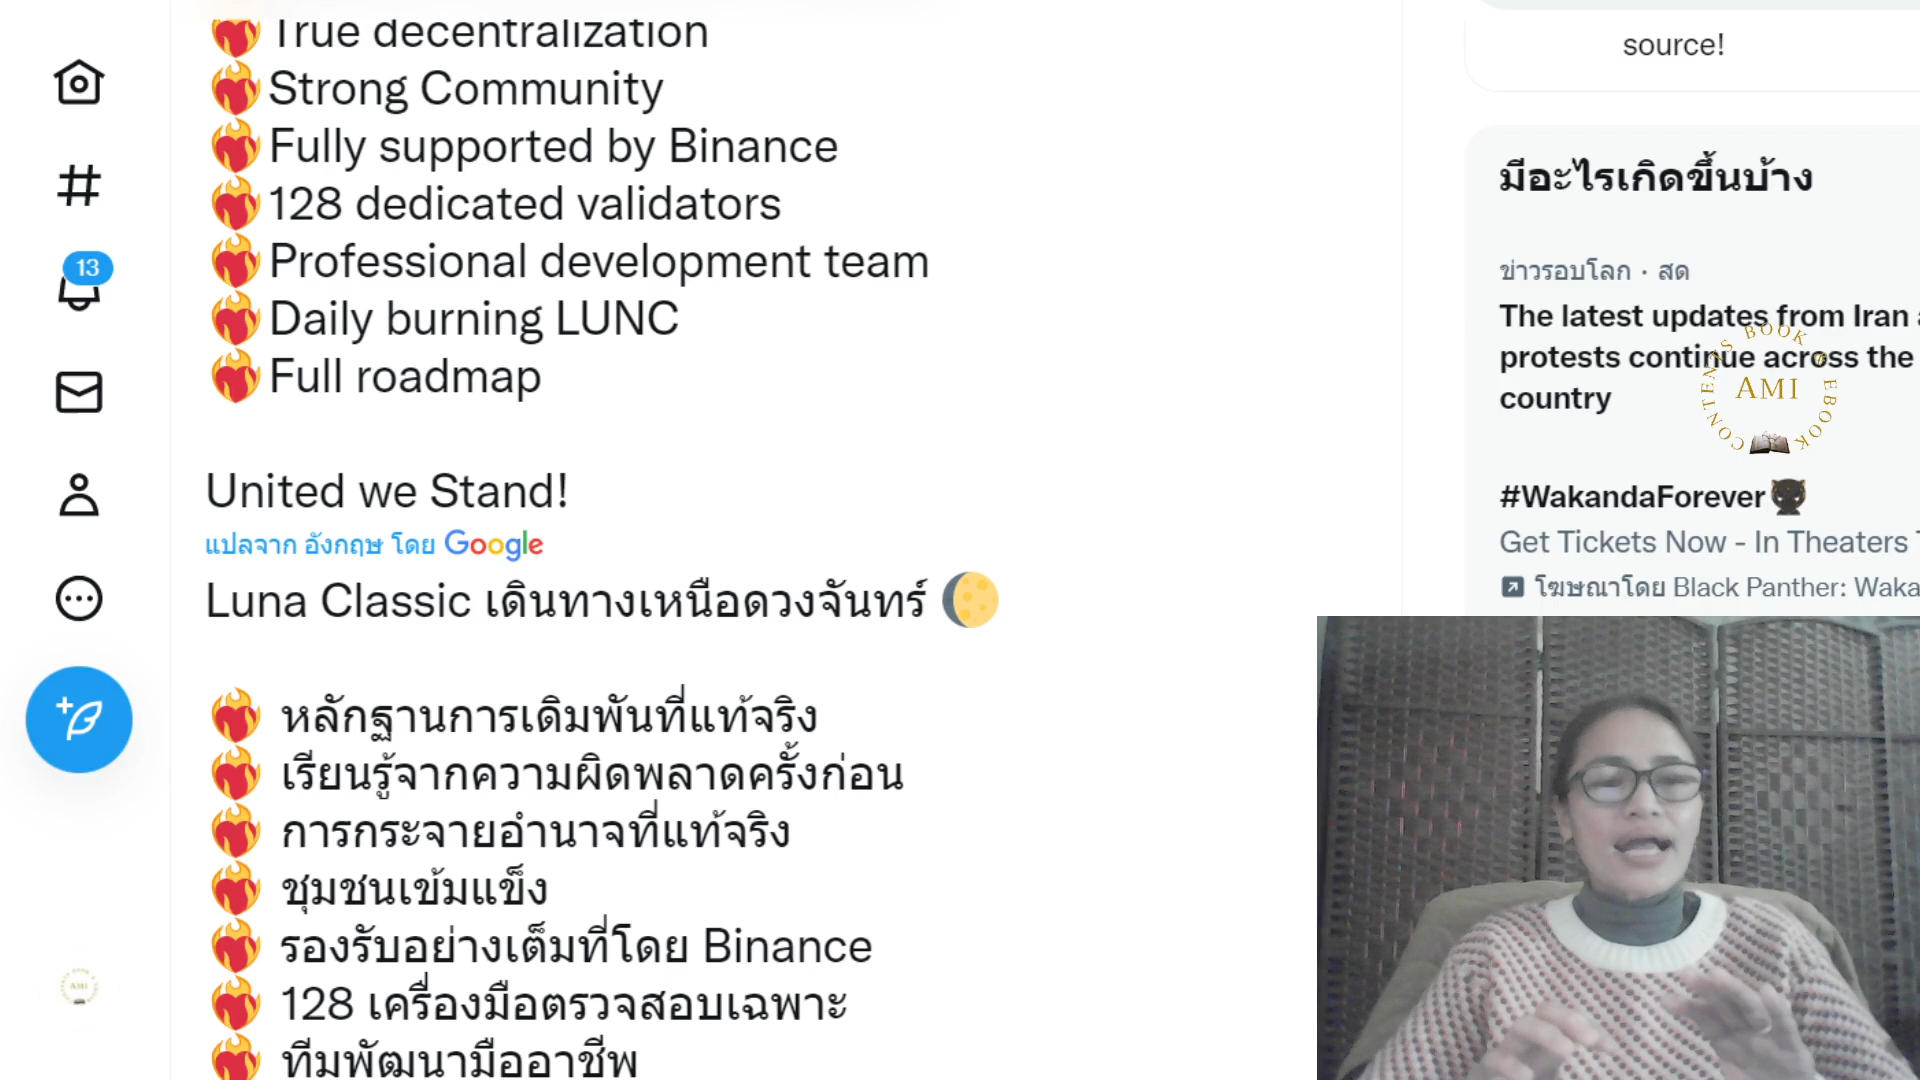 True decentralization
Strong Community
Fully supported by Binance
128 dedicated validators
Professional development team
Daily burning LUNC
Full roadmap
United we Stand!
แปลจาก อังกฤษ โดย Google
Luna Classic เดินทางเหนือดวงจันทร์
หลักฐานการเดิมพันที่แท้จริง
เรียนรู้จากความผิดพลาดครั้งก่อน
การกระจายอำนาจที่แท้จริง
ชุมชนเข้มแข็ง
รองรับอย่างเต็มที่โดย Binance
128 เครื่องมือตรวจสอบเฉพาะ
ทีมพัฒนามืออาชีพ
13
source!
มีอะไรเกิดขึ้นบ้าง
ข่าวรอบโลก · สด
The latest updates from Iran
protests continue across the
country
#WakandaForever
Get Tickets Now - In Theaters
โฆษณาโดย Black Panther: Waka
CONTENTS BOOK & EBOOK
AMI
AMI